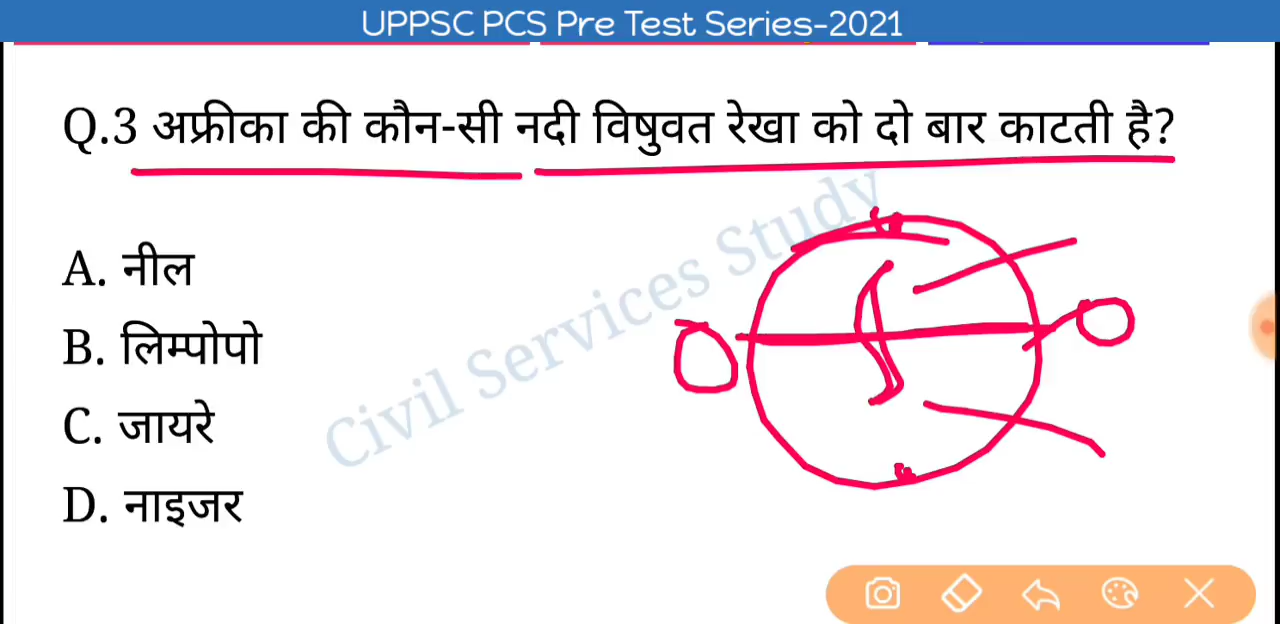 UPPSC PCS Pre Test Series-2021
Q.3 अफ्रीका की कौन-सी नदी विषुवत रेखा को दो बार काटती है?
A. नील
B. लिम्पोपो
C. जायरे
D. नाइजर
Civil Services Study